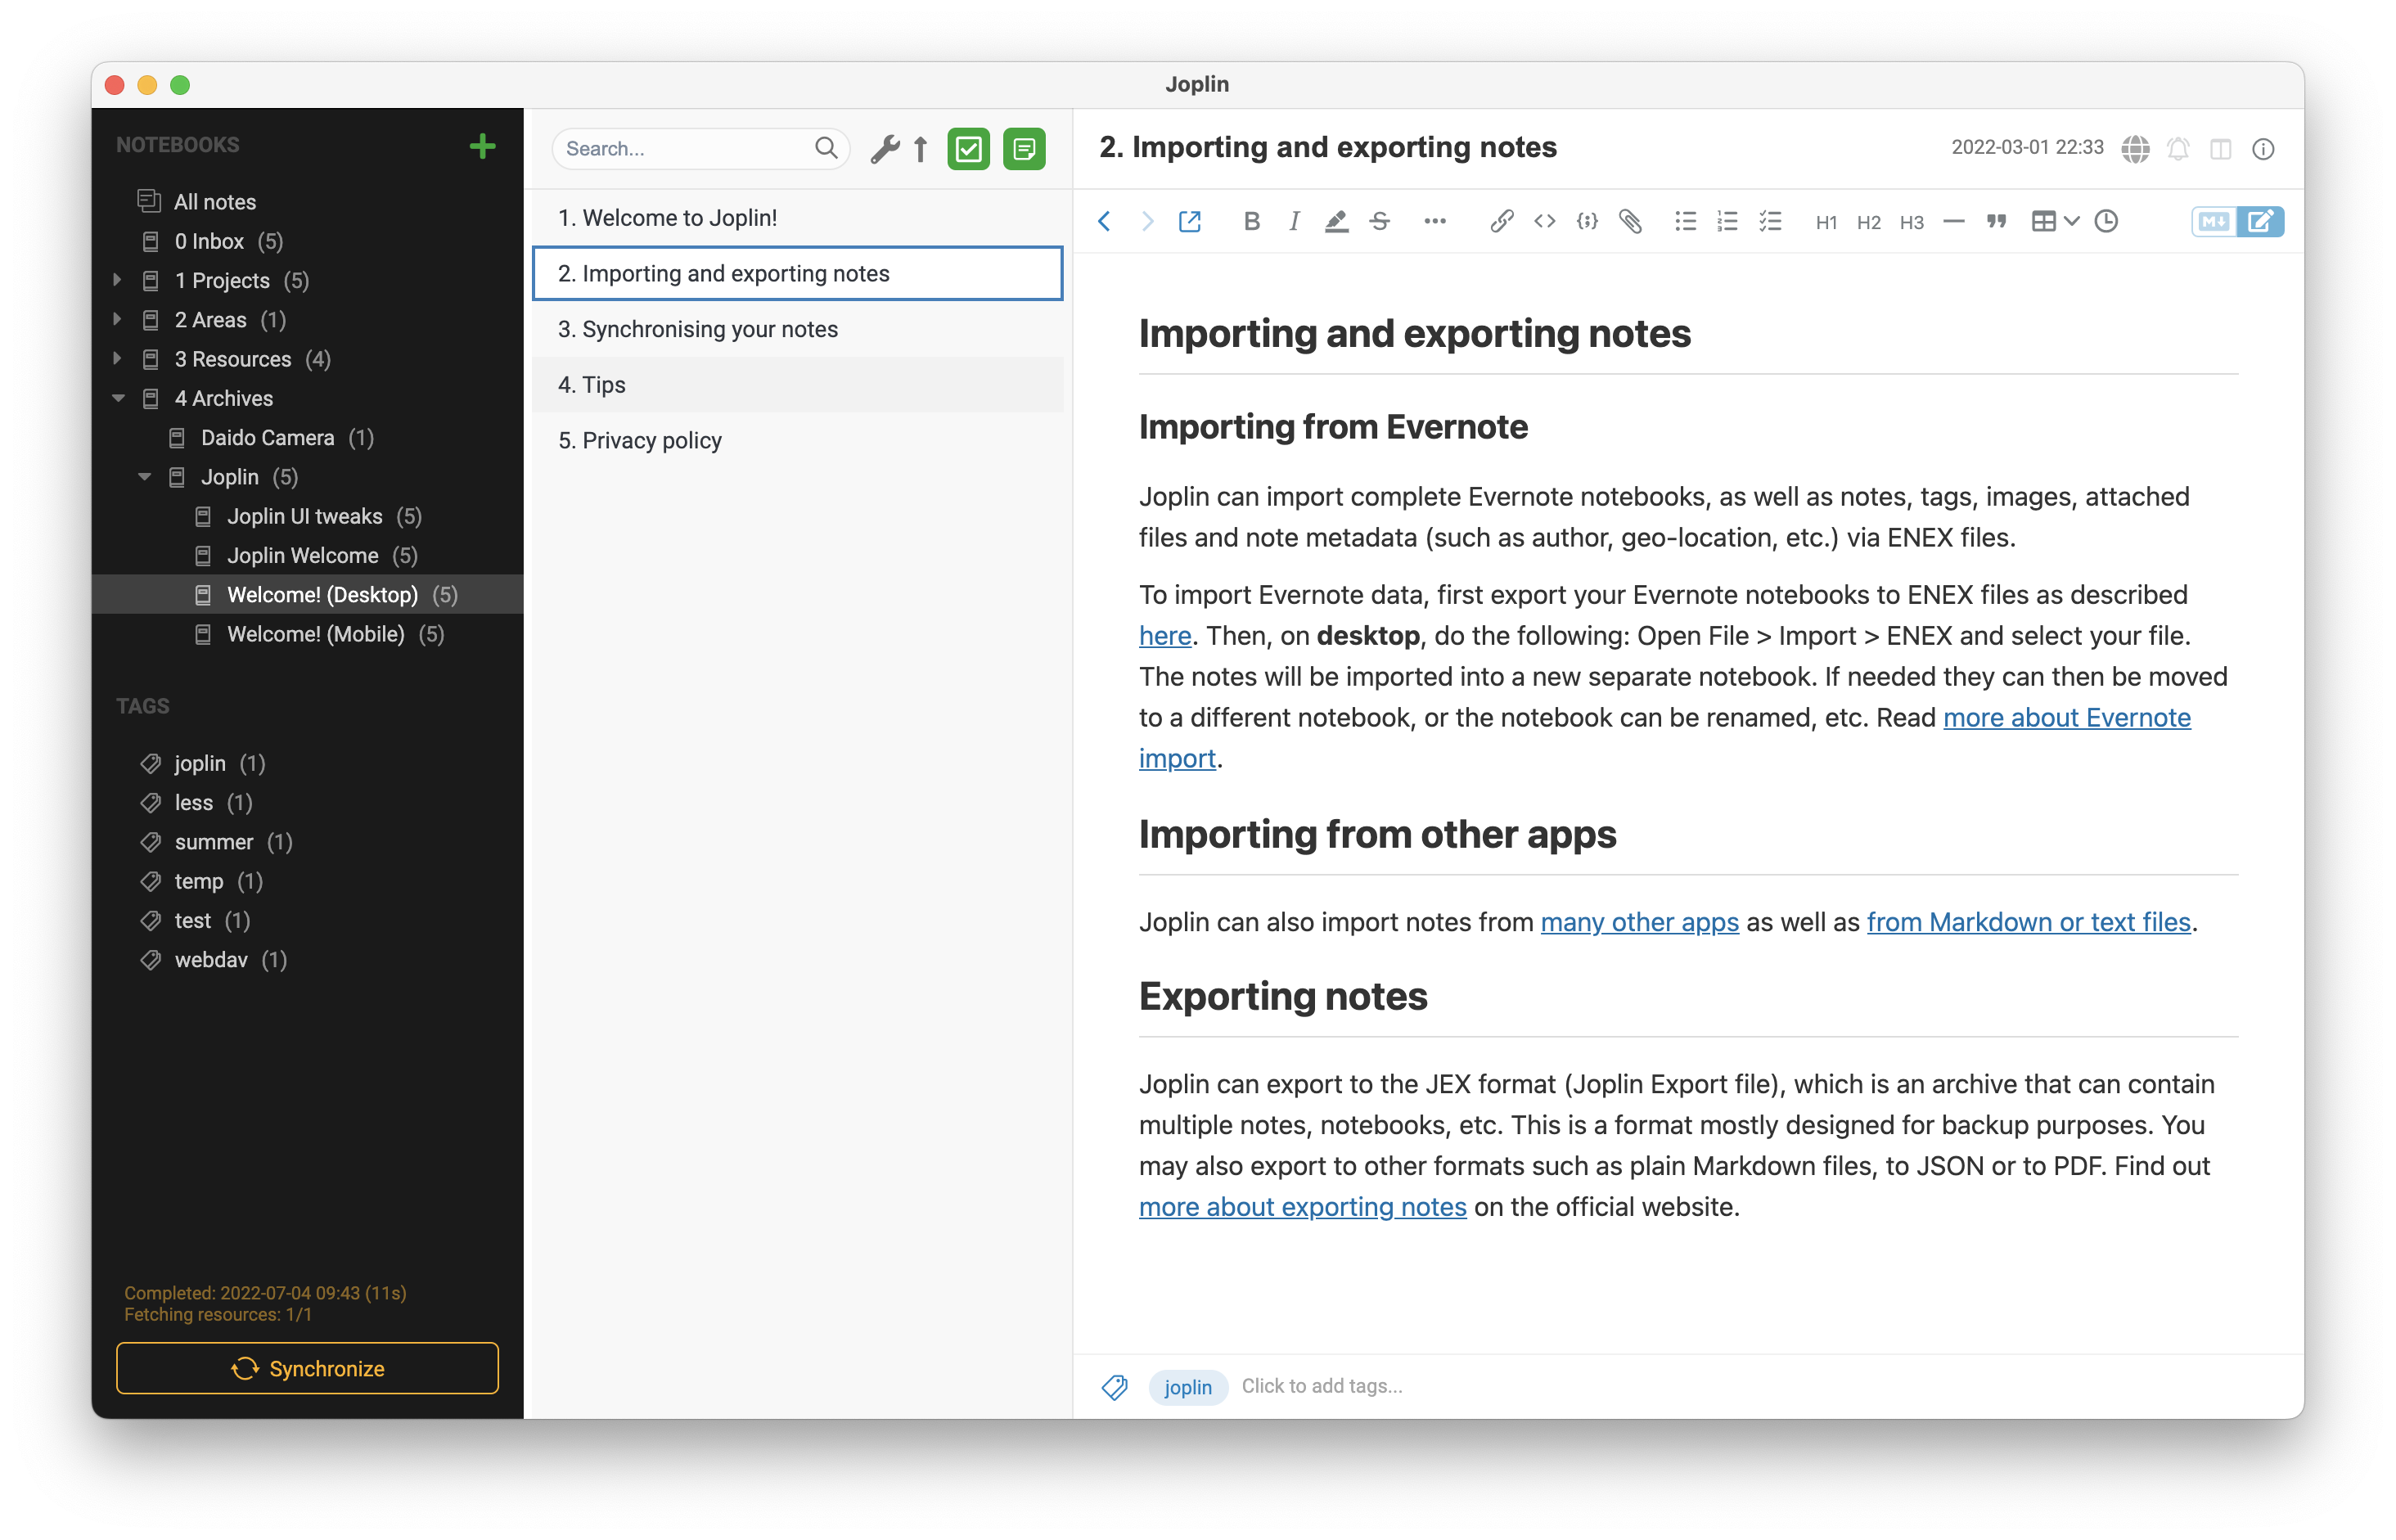 Joplin
NOTEBOOKS
All notes
0 Inbox (5)
1 Projects (5)
2 Areas (1)
3 Resources (4)
4 Archives
Daido Camera (1)
Joplin (5)
Joplin UI tweaks (5)
Joplin Welcome (5)
Welcome! (Desktop) (5)
Welcome! (Mobile) (5)
TAGS
joplin (1)
less (1)
summer (1)
temp (1)
test (1)
webdav (1)
Completed: 2022-07-04 09:43 (11s)
Fetching resources: 1/1
Synchronize
Search...
1. Welcome to Joplin!
2. Importing and exporting notes
3. Synchronising your notes
4. Tips
5. Privacy policy
2. Importing and exporting notes
2022-03-01 22:33
B I S H1 H2 H3 M
Importing and exporting notes
Importing from Evernote
Joplin can import complete Evernote notebooks, as well as notes, tags, images, attached
files and note metadata (such as author, geo-location, etc.) via ENEX files.
To import Evernote data, first export your Evernote notebooks to ENEX files as described
here. Then, on desktop, do the following: Open File > Import > ENEX and select your file.
The notes will be imported into a new separate notebook. If needed they can then be moved
to a different notebook, or the notebook can be renamed, etc. Read more about Evernote
import.
Importing from other apps
Joplin can also import notes from many other apps as well as from Markdown or text files.
Exporting notes
Joplin can export to the JEX format (Joplin Export file), which is an archive that can contain
multiple notes, notebooks, etc. This is a format mostly designed for backup purposes. You
may also export to other formats such as plain Markdown files, to JSON or to PDF. Find out
more about exporting notes on the official website.
joplin Click to add tags...